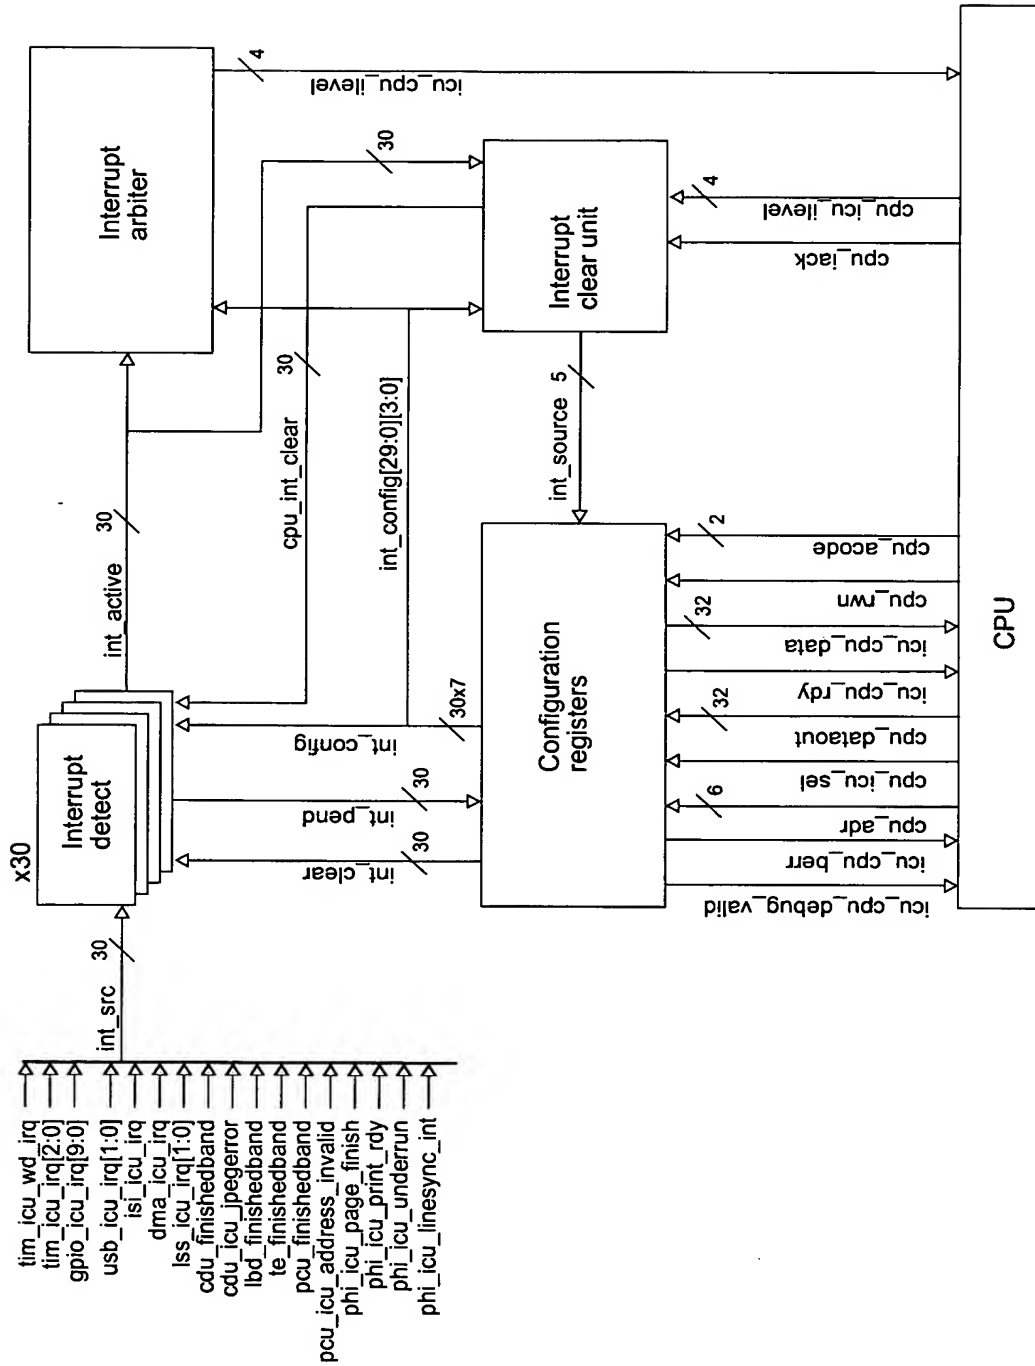 tim_icu_wd_irq
tim_icu_irq[2:0]
gpio_icu_irq[9:0]
usb_icu_irq[1:0]
isi_icu_irq
dma_icu_irq
lss_icu_irq[1:0]
cdu_finishedband
cdu_icu_jpegerror
lbd_finishedband
te_finishedband
pcu_finishedband
pcu_icu_address_invalid
phi_icu_page_finish
phi_icu_print_rdy
phi_icu_underrun
phi_icu_linesync_int
int_src
30
x30
Interrupt
detect
int_active
30
Interrupt
arbiter
4
icu_cpu_ilevel
30
cpu_int_clear
30
int_config[29:0][3:0]
int_clear
30
int_pend
30
int_config
30x7
Interrupt
clear unit
int_source
5
cpu_iack
cpu_icu_ilevel
4
Configuration
registers
icu_cpu_debug_valid
icu_cpu_berr
cpu_adr
6
cpu_icu_sel
cpu_dataout
32
icu_cpu_rdy
icu_cpu_data
32
cpu_rwn
cpu_acode
2
CPU